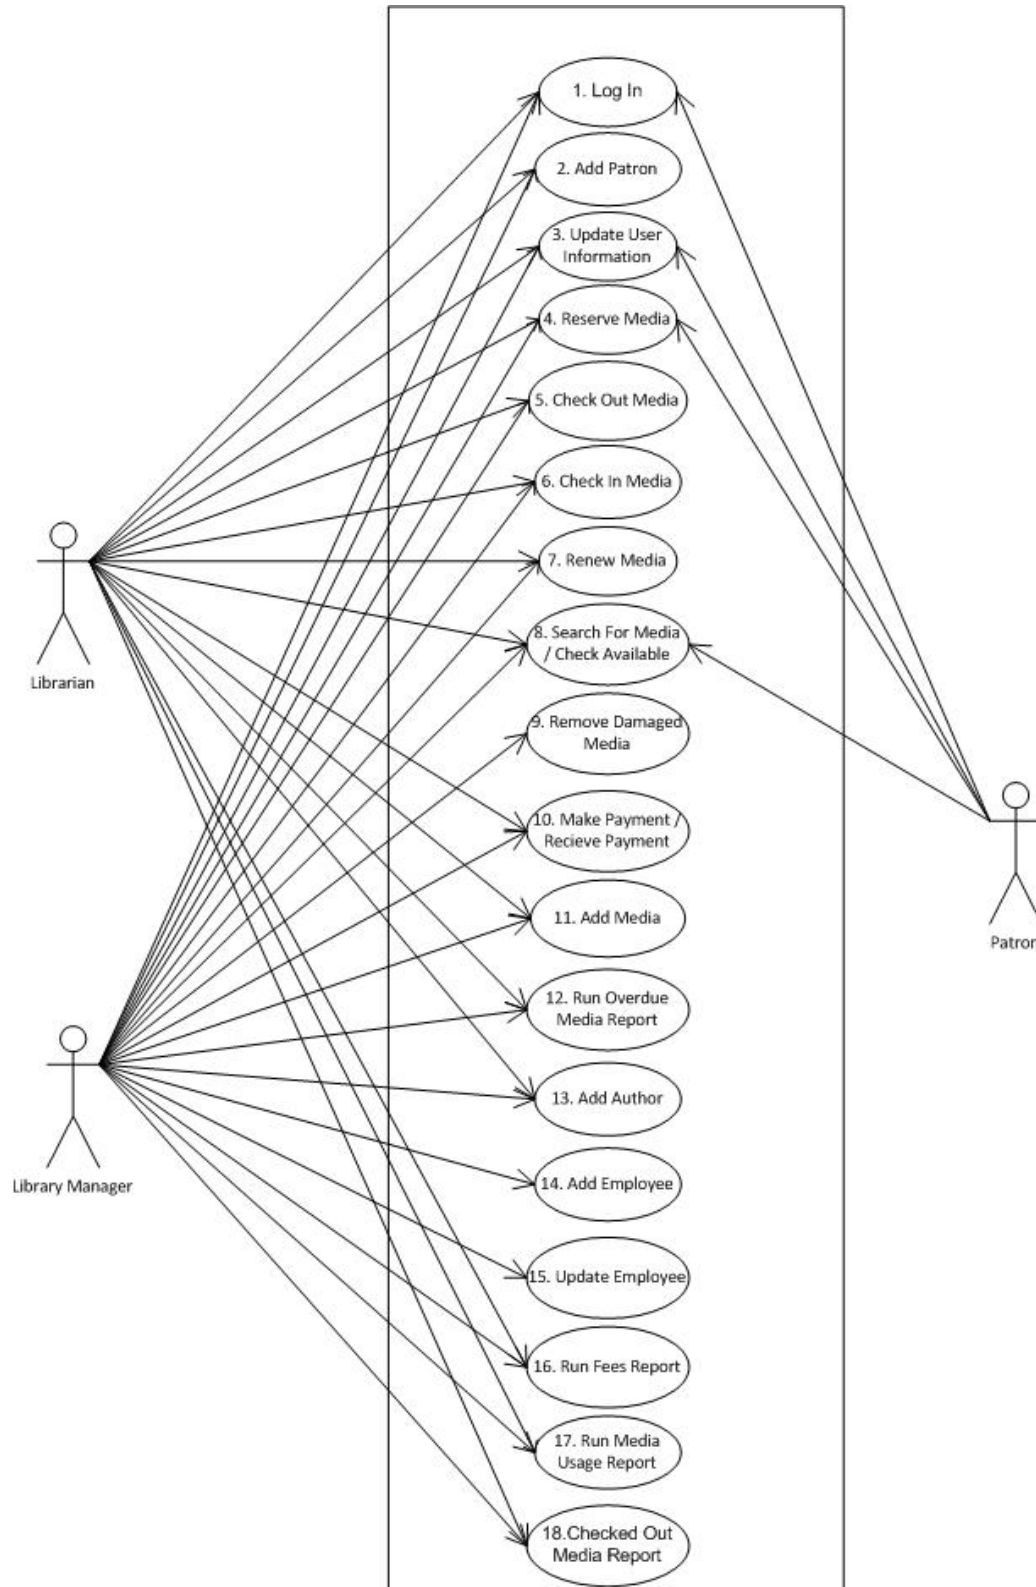 1. Log In
2. Add Patron
3. Update User
Information
4. Reserve Media
5. Check Out Media
6. Check In Media
7. Renew Media
8. Search For Media
/ Check Available
9. Remove Damaged
Media
10. Make Payment /
Recieve Payment
11. Add Media
12. Run Overdue
Media Report
13. Add Author
14. Add Employee
15. Update Employee
16. Run Fees Report
17. Run Media
Usage Report
18.Checked Out
Media Report
Librarian
Library Manager
Patron